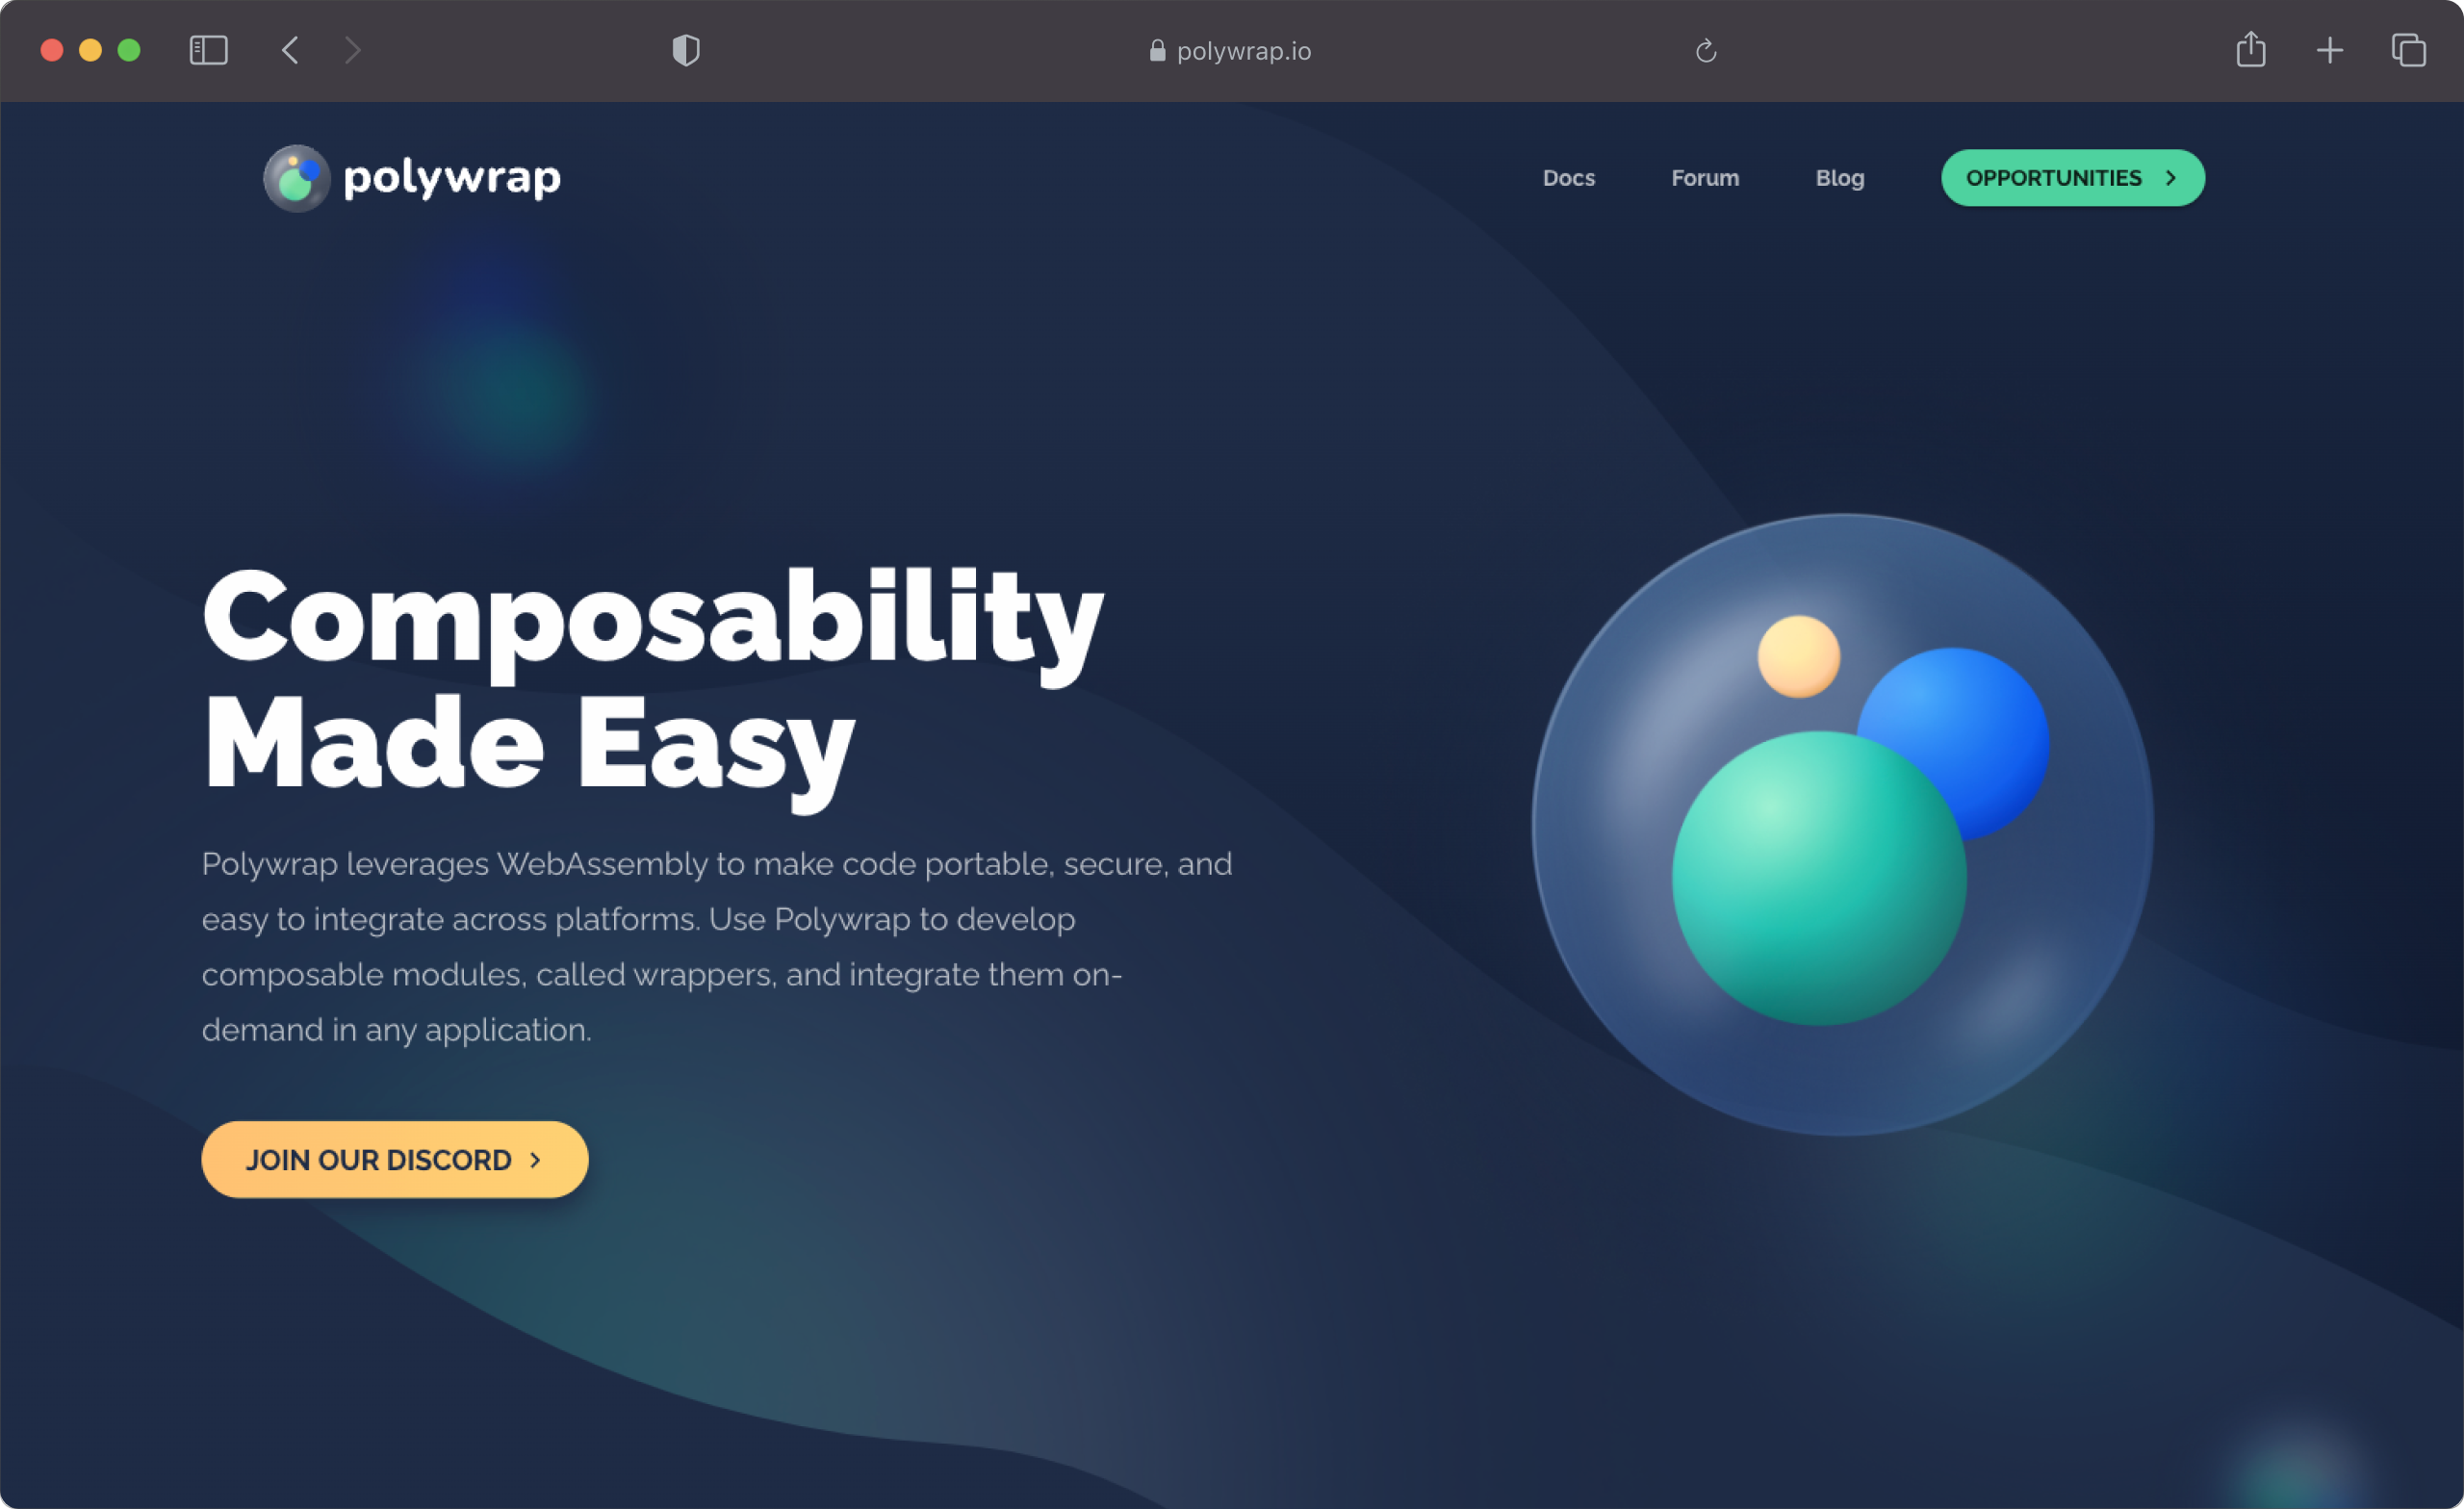 polywrap.io
polywrap
Docs
Forum
Blog
OPPORTUNITIES
Composability
Made Easy
Polywrap leverages WebAssembly to make code portable, secure, and
easy to integrate across platforms. Use Polywrap to develop
composable modules, called wrappers, and integrate them on-
demand in any application.
JOIN OUR DISCORD